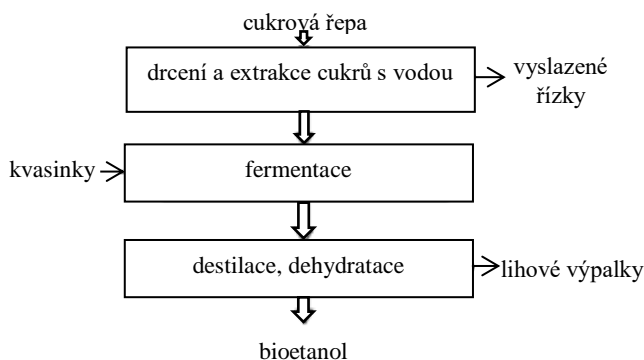 cukrová řepa
drcení a extrakce cukrů s vodou
vyslazené
řízky
kvasinky
fermentace
destilace, dehydratace
lihové výpalky
bioetanol